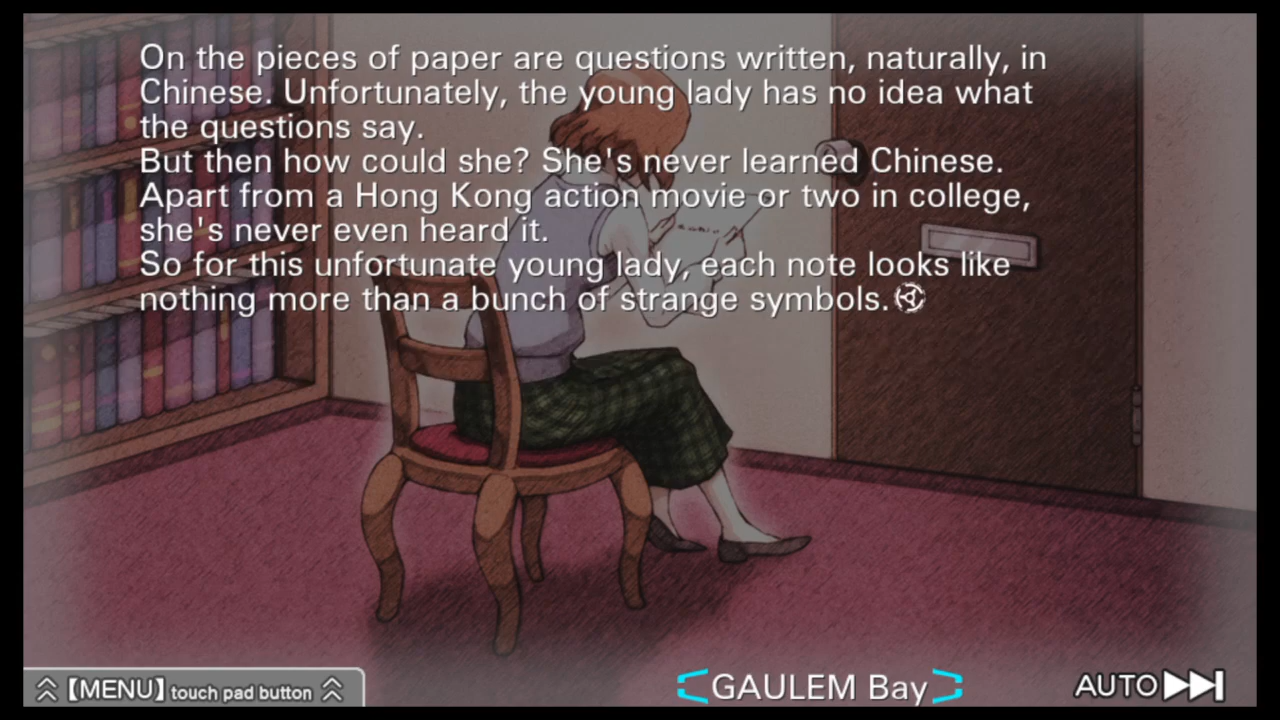 On the pieces of paper are questions written, naturally, in
Chinese. Unfortunately, the young lady has no idea what
the questions say.
But then how could she? She's never learned Chinese.
Apart from a Hong Kong action movie or two in college,
she's never even heard it.
So for this unfortunate young lady, each note looks like
nothing more than a bunch of strange symbols.
【MENU】touch pad button
GAULEM Bay
AUTO